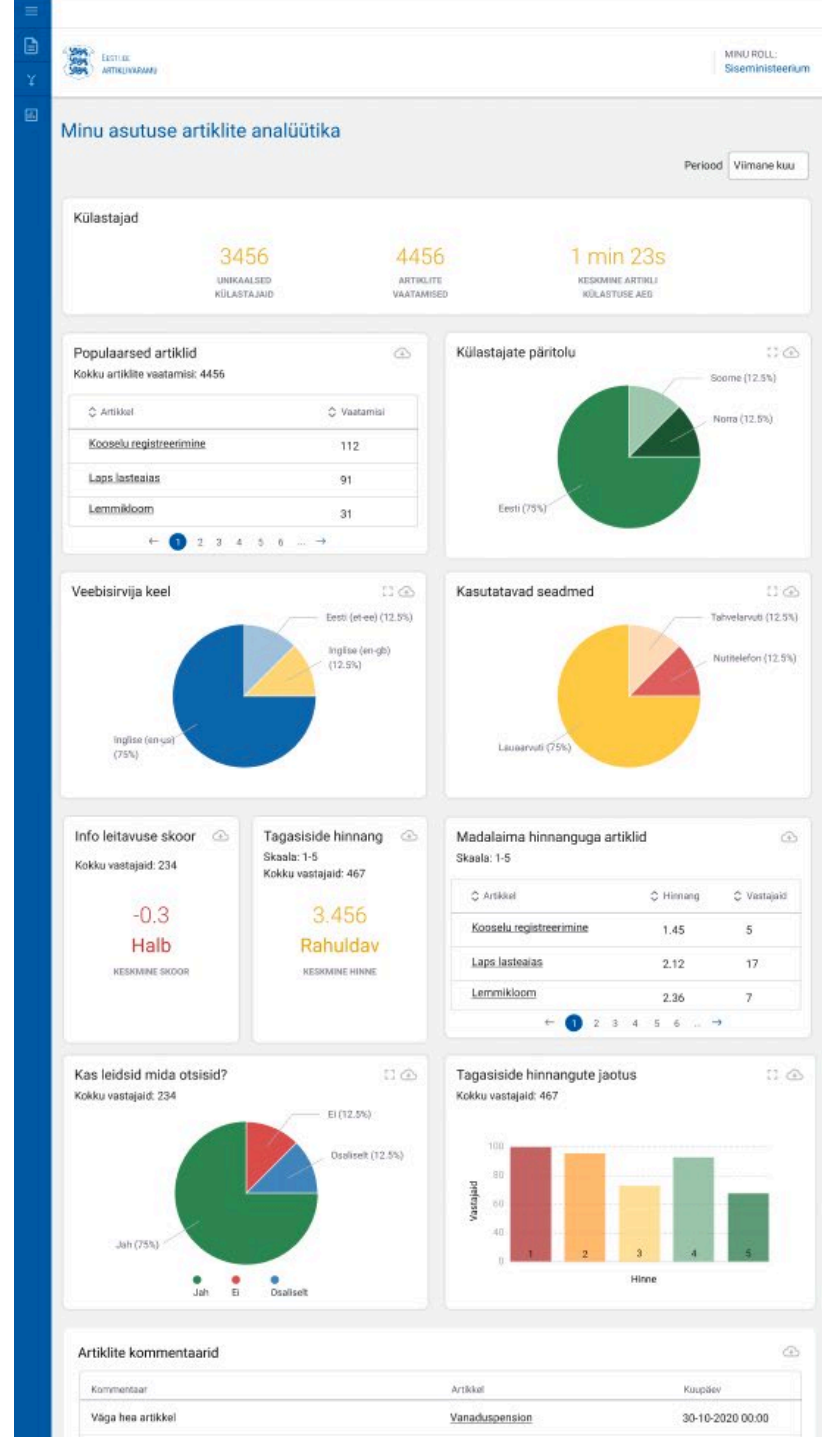 EESTI.EE
ARTIKLIVARAMU
MINU ROLL:
Siseministeerium
Minu asutuse artiklite analüütika
Periood Viimane kuu
Külastajad
3456
UNIKAALSED
KÜLASTAJAID
4456
ARTIKLITE
VAATAMISED
1 min 23s
KESKMINE ARTIKLI
KÜLASTUSE AEG
Populaarsed artiklid
Kokku artiklite vaatamisi: 4456
Artikkel Vaatamisi
Kooselu registreerimine 112
Laps lasteaias 91
Lemmikloom 31
← 1 2 3 4 5 6 ... →
Külastajate päritolu
Soome (12.5%)
Norra (12.5%)
Eesti (75%)
Veebisirvija keel
Eesti (et-ee) (12.5%)
Inglise (en-gb)
(12.5%)
Inglise (en-us)
(75%)
Kasutatavad seadmed
Tahvelarvuti (12.5%)
Nutitelefon (12.5%)
Lauaarvuti (75%)
Info leitavuse skoor
Kokku vastajaid: 234
-0.3
Halb
KESKMINE SKOOR
Tagasiside hinnang
Skaala: 1-5
Kokku vastajaid: 467
3.456
Rahuldav
KESKMINE HINNE
Madalaima hinnanguga artiklid
Skaala: 1-5
Artikkel Hinnang Vastajaid
Kooselu registreerimine 1.45 5
Laps lasteaias 2.12 17
Lemmikloom 2.36 7
← 1 2 3 4 5 6 ... →
Kas leidsid mida otsisid?
Kokku vastajaid: 234
Ei (12.5%)
Osaliselt (12.5%)
Jah (75%)
Jah Ei Osaliselt
Tagasiside hinnangute jaotus
Kokku vastajaid: 467
Vastajaid
100
80
60
40
0
1 2 3 4 5
Hinne
Artiklite kommentaarid
Kommentaar Artikkel Kuupäev
Väga hea artikkel Vanaduspension 30-10-2020 00:00